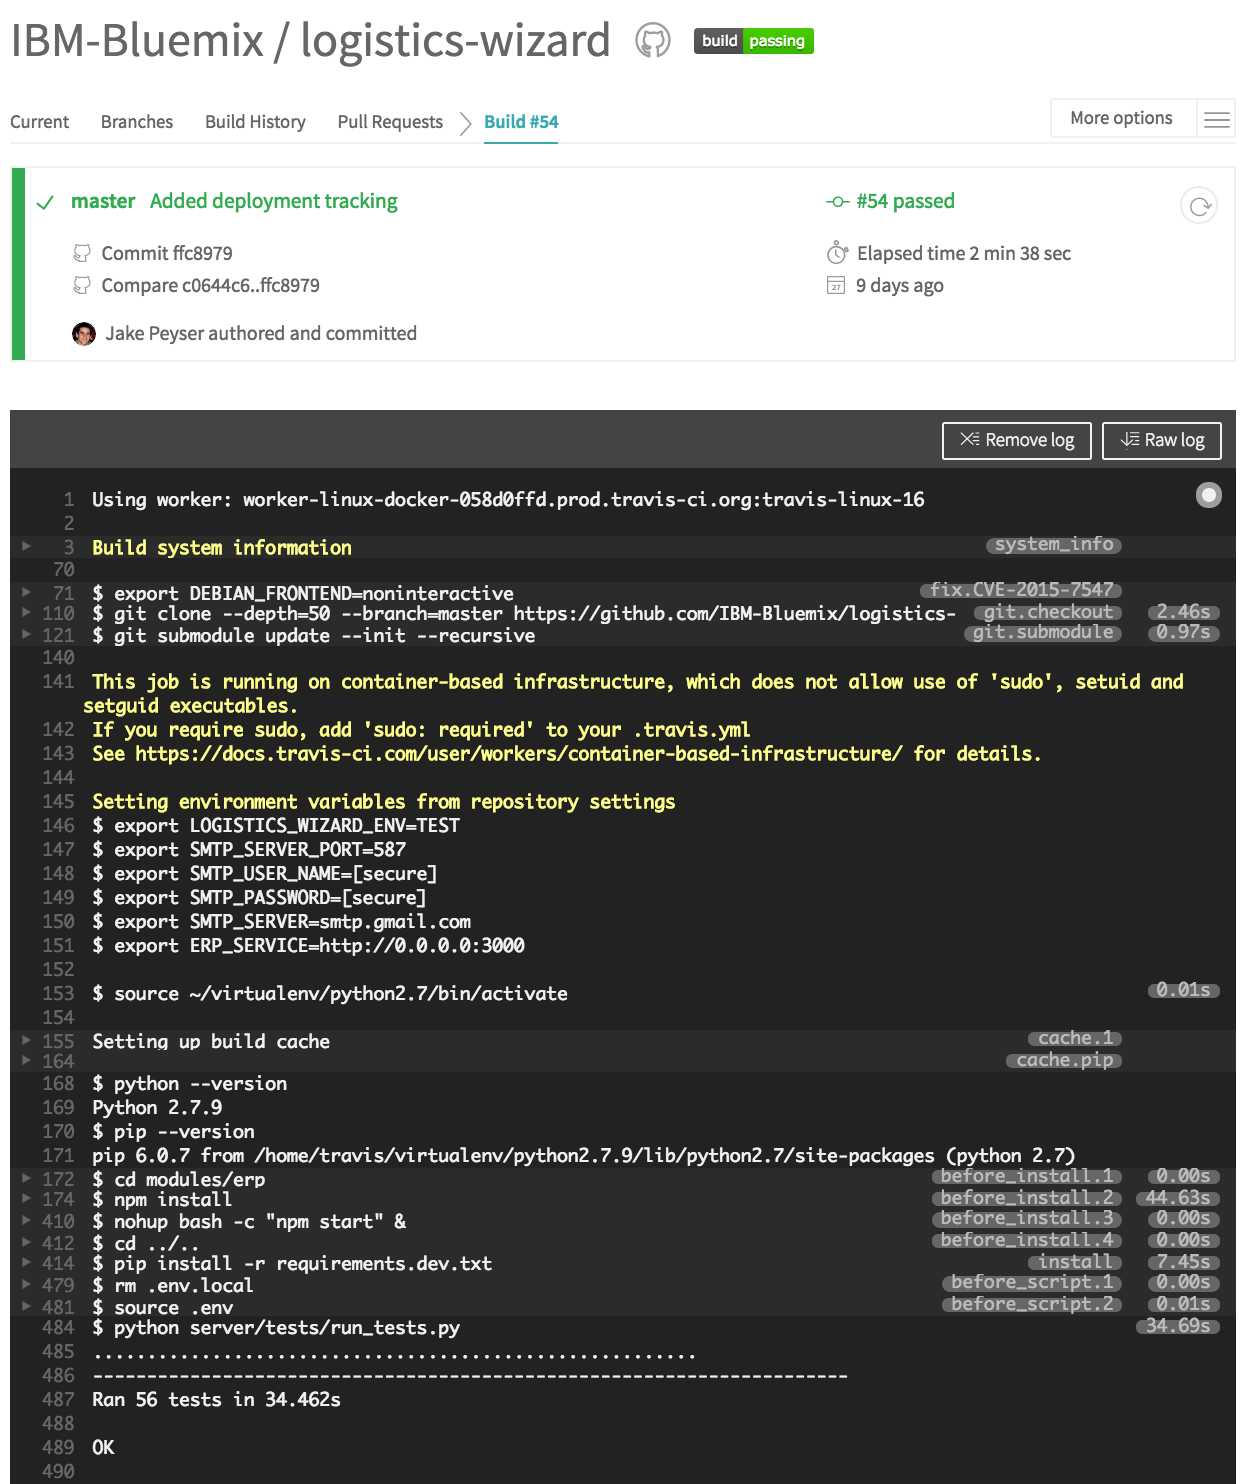 IBM-Bluemix / logistics-wizard build passing
Current Branches Build History Pull Requests Build #54 More options
master Added deployment tracking #54 passed
Commit ffc8979 Elapsed time 2 min 38 sec
Compare c0644c6..ffc8979 27 9 days ago
Jake Peyser authored and committed
Remove log Raw log
1 Using worker: worker-linux-docker-058d0ffd.prod.travis-ci.org:travis-linux-16
2
3 Build system information system_info
70
71 $ export DEBIAN_FRONTEND=noninteractive fix.CVE-2015-7547
110 $ git clone --depth=50 --branch=master https://github.com/IBM-Bluemix/logistics- git.checkout 2.46s
121 $ git submodule update --init --recursive git.submodule 0.97s
140
141 This job is running on container-based infrastructure, which does not allow use of 'sudo', setuid and
setguid executables.
142 If you require sudo, add 'sudo: required' to your .travis.yml
143 See https://docs.travis-ci.com/user/workers/container-based-infrastructure/ for details.
144
145 Setting environment variables from repository settings
146 $ export LOGISTICS_WIZARD_ENV=TEST
147 $ export SMTP_SERVER_PORT=587
148 $ export SMTP_USER_NAME=[secure]
149 $ export SMTP_PASSWORD=[secure]
150 $ export SMTP_SERVER=smtp.gmail.com
151 $ export ERP_SERVICE=http://0.0.0.0:3000
152
153 $ source ~/virtualenv/python2.7/bin/activate 0.01s
154
155 Setting up build cache cache.1
164 cache.pip
168 $ python --version
169 Python 2.7.9
170 $ pip --version
171 pip 6.0.7 from /home/travis/virtualenv/python2.7.9/lib/python2.7/site-packages (python 2.7)
172 $ cd modules/erp before_install.1 0.00s
174 $ npm install before_install.2 44.63s
410 $ nohup bash -c "npm start" & before_install.3 0.00s
412 $ cd ../.. before_install.4 0.00s
414 $ pip install -r requirements.dev.txt install 7.45s
479 $ rm .env.local before_script.1 0.00s
481 $ source .env before_script.2 0.01s
484 $ python server/tests/run_tests.py 34.69s
485 ........................................................
486 ----------------------------------------------------------------------
487 Ran 56 tests in 34.462s
488
489 OK
490